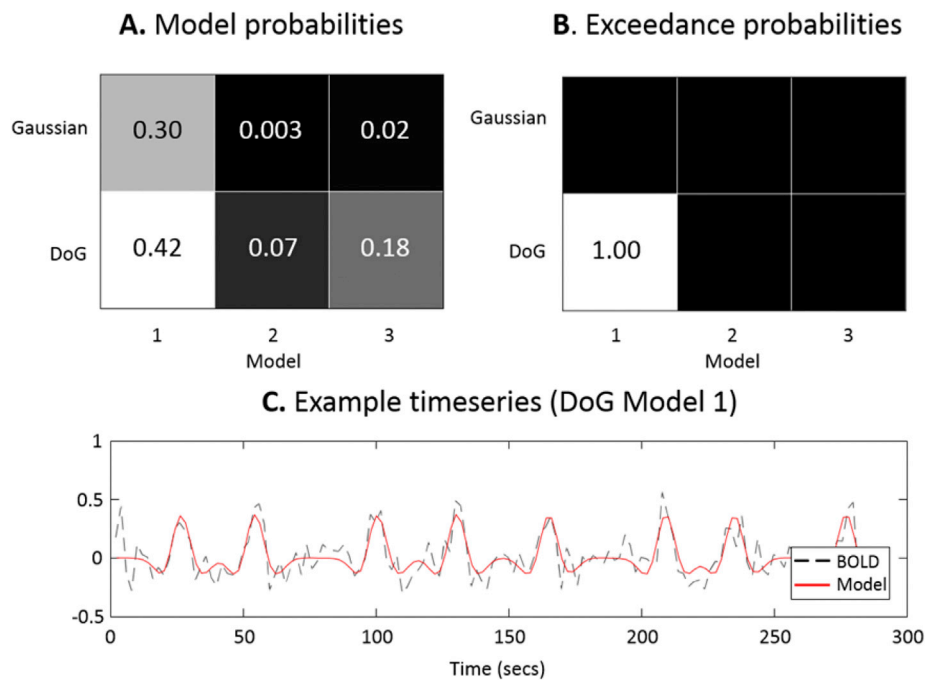 A. Model probabilities
Gaussian
0.30
0.003
0.02
DoG
0.42
0.07
0.18
1
2
3
Model
B. Exceedance probabilities
Gaussian
DoG
1.00
1
2
3
Model
C. Example timeseries (DoG Model 1)
1
0.5
0
-0.5
BOLD
Model
0
50
100
150
200
250
300
Time (secs)